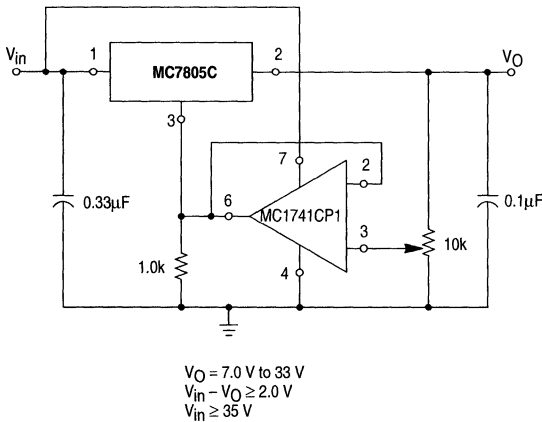 Vin
1
MC7805C
2
VO
3
7
2
6
MC1741CP1
3
4
0.33µF
1.0k
10k
0.1µF
VO = 7.0 V to 33 V
Vin – VO ≥ 2.0 V
Vin ≥ 35 V